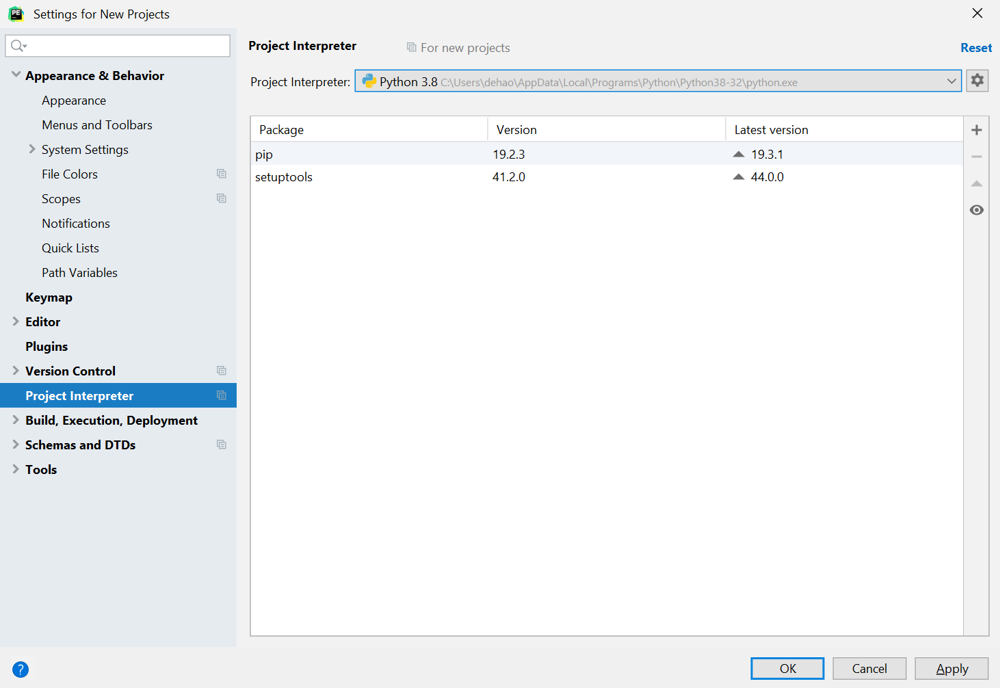 PE Settings for New Projects
Appearance & Behavior
Appearance
Menus and Toolbars
System Settings
File Colors
Scopes
Notifications
Quick Lists
Path Variables
Keymap
Editor
Plugins
Version Control
Project Interpreter
Build, Execution, Deployment
Schemas and DTDs
Tools
Project Interpreter For new projects Reset
Project Interpreter: Python 3.8 C:\Users\dehao\AppData\Local\Programs\Python\Python38-32\python.exe
Package Version Latest version
pip 19.2.3 19.3.1
setuptools 41.2.0 44.0.0
? OK Cancel Apply